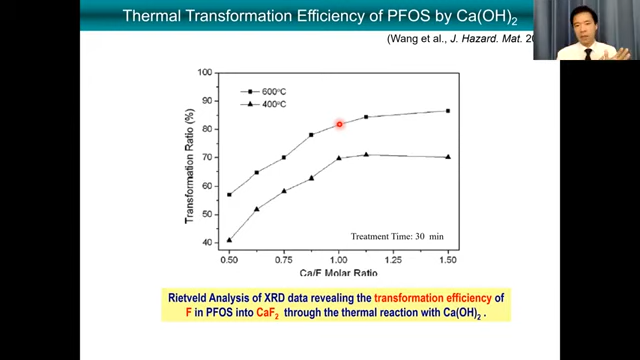 Thermal Transformation Efficiency of PFOS by Ca(OH)2
(Wang et al., J. Hazard. Mat. 20
100
90
80
70
60
50
40
Transformation Ratio (%)
600°C
400°C
Treatment Time: 30 min
0.50 0.75 1.00 1.25 1.50
Ca/F Molar Ratio
Rietveld Analysis of XRD data revealing the transformation efficiency of
F in PFOS into CaF2 through the thermal reaction with Ca(OH)2 .